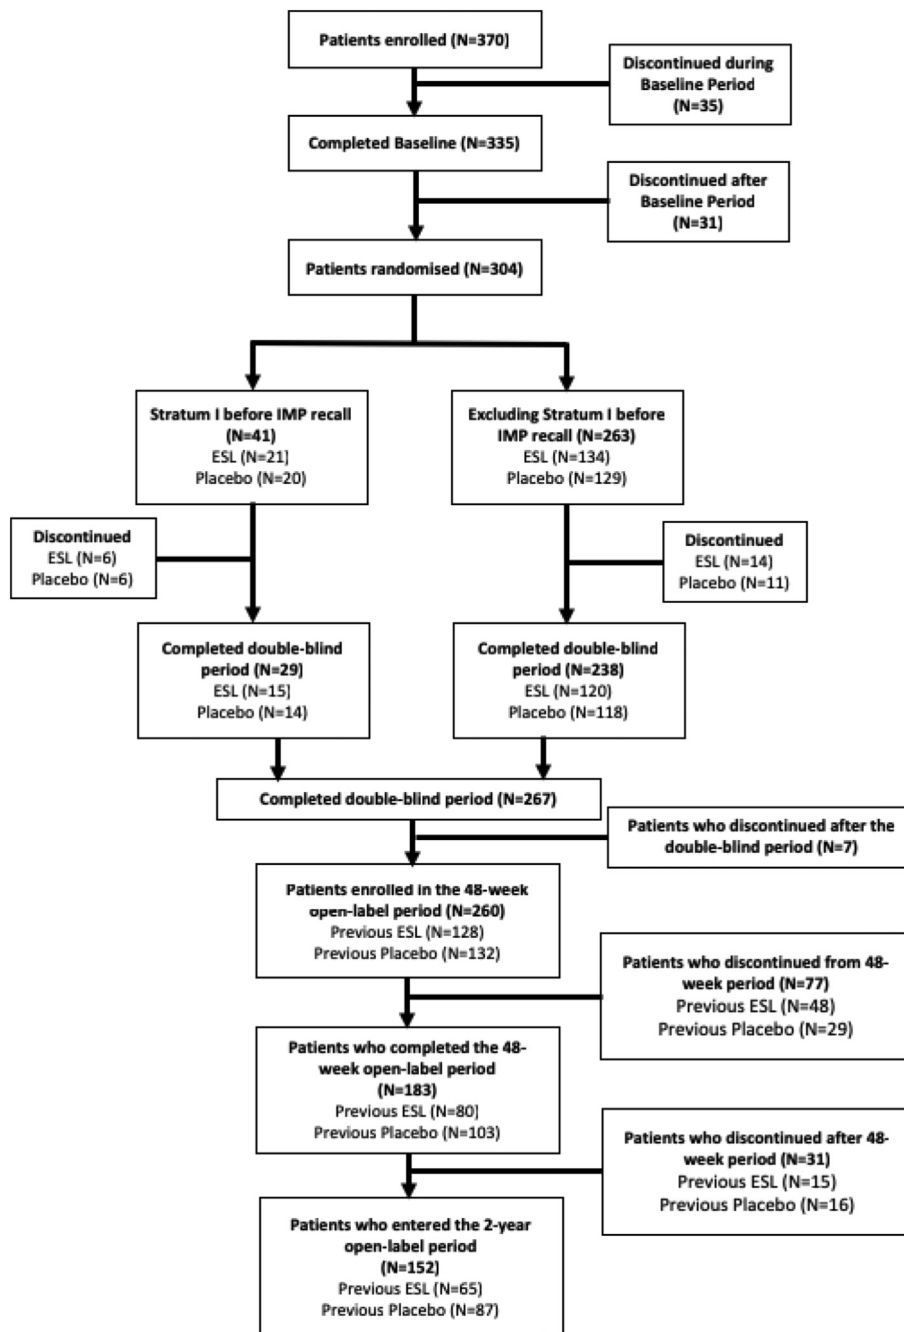 Patients enrolled (N=370)
Discontinued during
Baseline Period
(N=35)
Completed Baseline (N=335)
Discontinued after
Baseline Period
(N=31)
Patients randomised (N=304)
Stratum I before IMP recall
(N=41)
ESL (N=21)
Placebo (N=20)
Excluding Stratum I before
IMP recall (N=263)
ESL (N=134)
Placebo (N=129)
Discontinued
ESL (N=6)
Placebo (N=6)
Discontinued
ESL (N=14)
Placebo (N=11)
Completed double-blind
period (N=29)
ESL (N=15)
Placebo (N=14)
Completed double-blind
period (N=238)
ESL (N=120)
Placebo (N=118)
Completed double-blind period (N=267)
Patients who discontinued after the
double-blind period (N=7)
Patients enrolled in the 48-week
open-label period (N=260)
Previous ESL (N=128)
Previous Placebo (N=132)
Patients who discontinued from 48-
week period (N=77)
Previous ESL (N=48)
Previous Placebo (N=29)
Patients who completed the 48-
week open-label period
(N=183)
Previous ESL (N=80)
Previous Placebo (N=103)
Patients who discontinued after 48-
week period (N=31)
Previous ESL (N=15)
Previous Placebo (N=16)
Patients who entered the 2-year
open-label period
(N=152)
Previous ESL (N=65)
Previous Placebo (N=87)